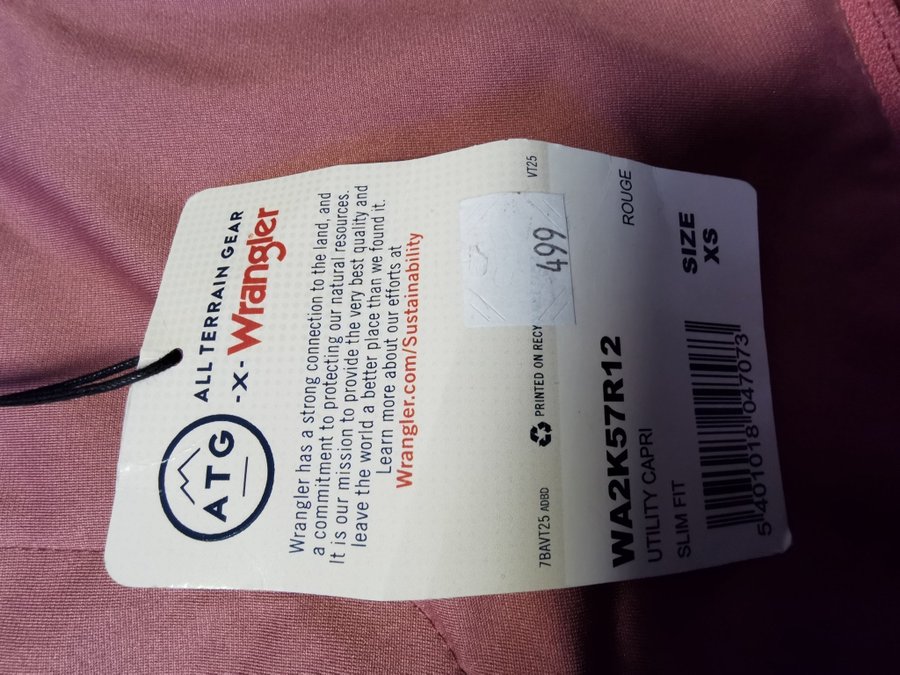 ATG
ALL TERRAIN GEAR
-X- Wrangler
Wrangler has a strong connection to the land, and
a commitment to protecting our natural resources.
It is our mission to provide the very best quality and
leave the world a better place than we found it.
Learn more about our efforts at
Wrangler.com/Sustainability
499
7BAVT25 ADBD
PRINTED ON RECY
VT25
WA2K57R12
ROUGE
UTILITY CAPRI
SLIM FIT
SIZE
XS
5 401018 047073